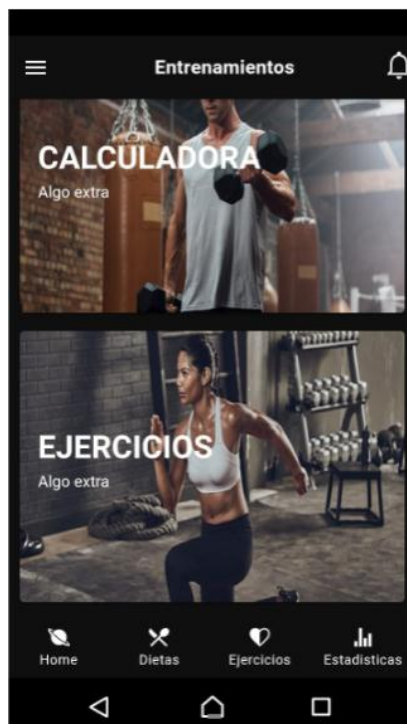 Entrenamientos
CALCULADORA
Algo extra
EJERCICIOS
Algo extra
Home Dietas Ejercicios Estadisticas